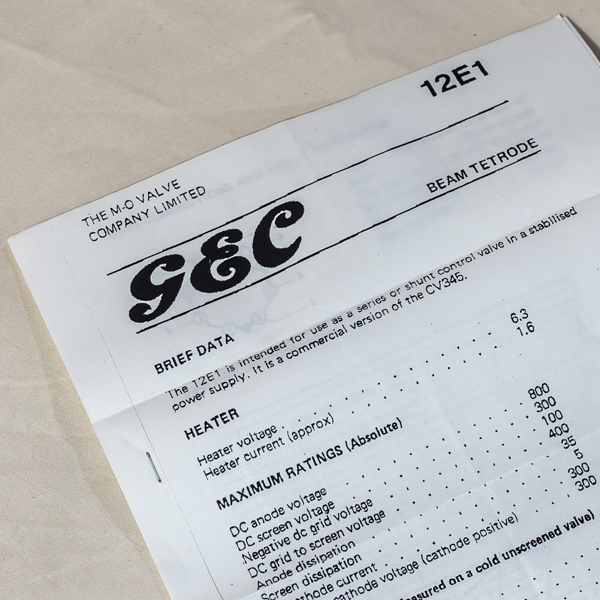 12E1
THE M-O VALVE
COMPANY LIMITED
BEAM TETRODE
GEC
BRIEF DATA
The 12E1 is intended for use as a series or shunt control valve in a stabilised
power supply. It is a commercial version of the CV345.
HEATER
Heater voltage 6.3
Heater current (approx) 1.6
MAXIMUM RATINGS (Absolute)
DC anode voltage 800
DC screen voltage 300
Negative dc grid voltage 100
DC grid to screen voltage 400
Anode dissipation 35
Screen dissipation 5
cathode current 300
cathode voltage (cathode positive) 300
measured on a cold unscreened valve)